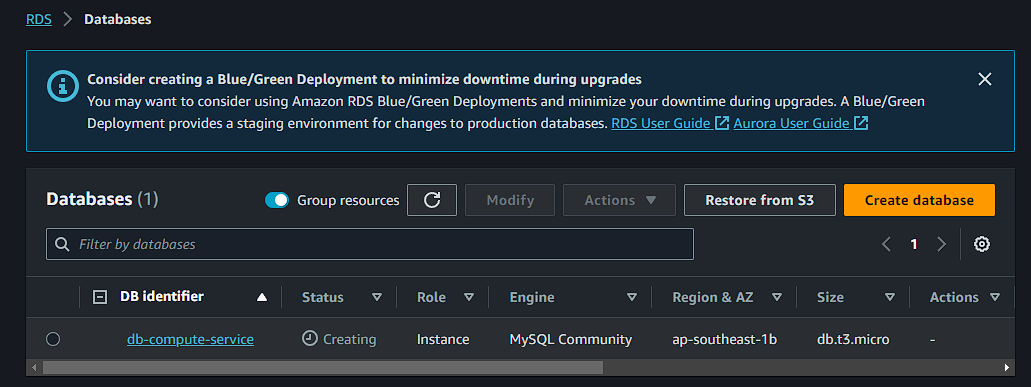 RDS > Databases
Consider creating a Blue/Green Deployment to minimize downtime during upgrades
You may want to consider using Amazon RDS Blue/Green Deployments and minimize your downtime during upgrades. A Blue/Green
Deployment provides a staging environment for changes to production databases. RDS User Guide Aurora User Guide
Databases (1) Group resources Modify Actions Restore from S3 Create database
Filter by databases 1
DB identifier Status Role Engine Region & AZ Size Actions
db-compute-service Creating Instance MySQL Community ap-southeast-1b db.t3.micro -